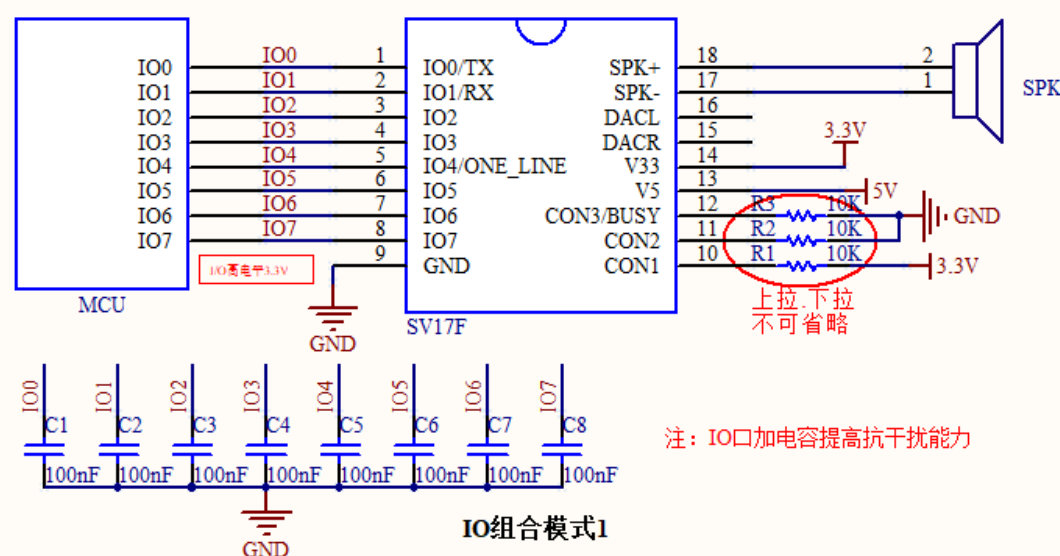 IO0 IO0 1 IO0/TX SPK+ 18 2
IO1 IO1 2 IO1/RX SPK- 17 1 SPK
IO2 IO2 3 IO2 DACL 16
IO3 IO3 4 IO3 DACR 15 3.3V
IO4 IO4 5 IO4/ONE_LINE V33 14
IO5 IO5 6 IO5 V5 13 5V
IO6 IO6 7 IO6 CON3/BUSY 12 R3 10K GND
IO7 IO7 8 IO7 CON2 11 R2 10K
I/O高电平3.3V 9 GND CON1 10 R1 10K 3.3V
MCU
上拉.下拉
不可省略
SV17F
GND
IO0 IO1 IO2 IO3 IO4 IO5 IO6 IO7
C1 C2 C3 C4 C5 C6 C7 C8
注：IO口加电容提高抗干扰能力
100nF 100nF 100nF 100nF 100nF 100nF 100nF 100nF
GND
IO组合模式1